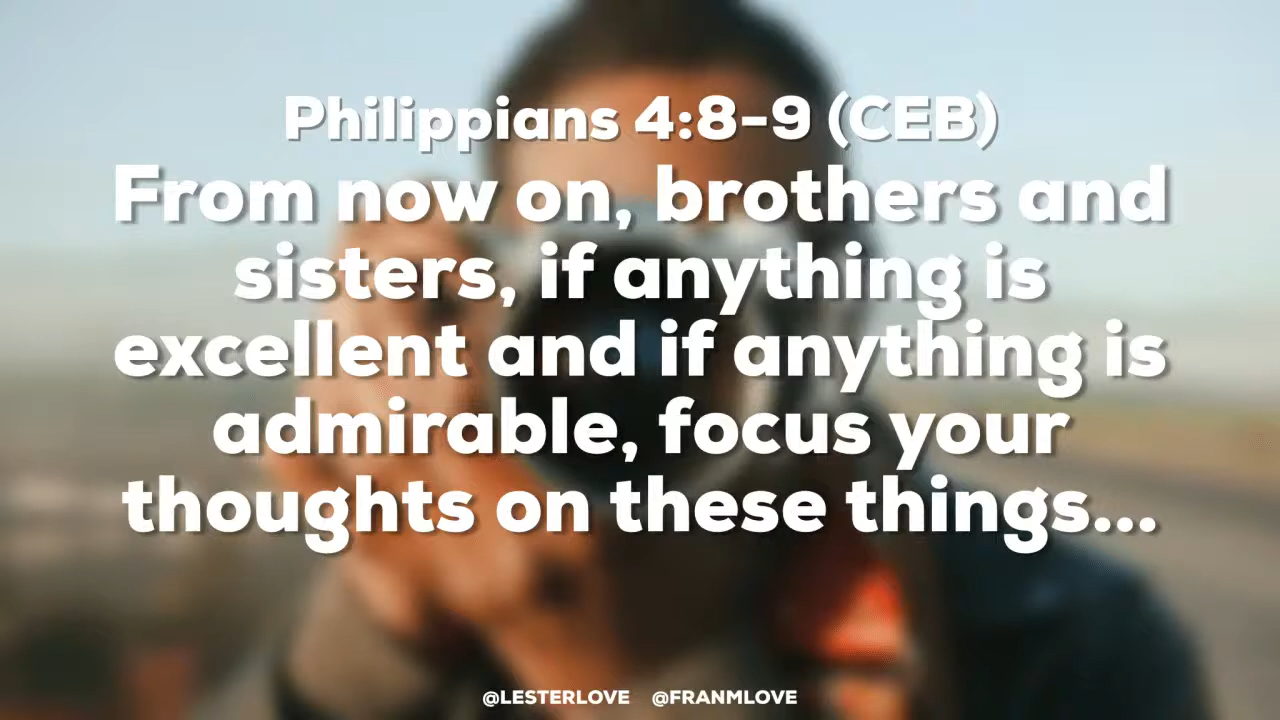 Philippians 4:8-9 (CEB)
From now on, brothers and
sisters, if anything is
excellent and if anything is
admirable, focus your
thoughts on these things...
@LESTERLOVE @FRANMLOVE